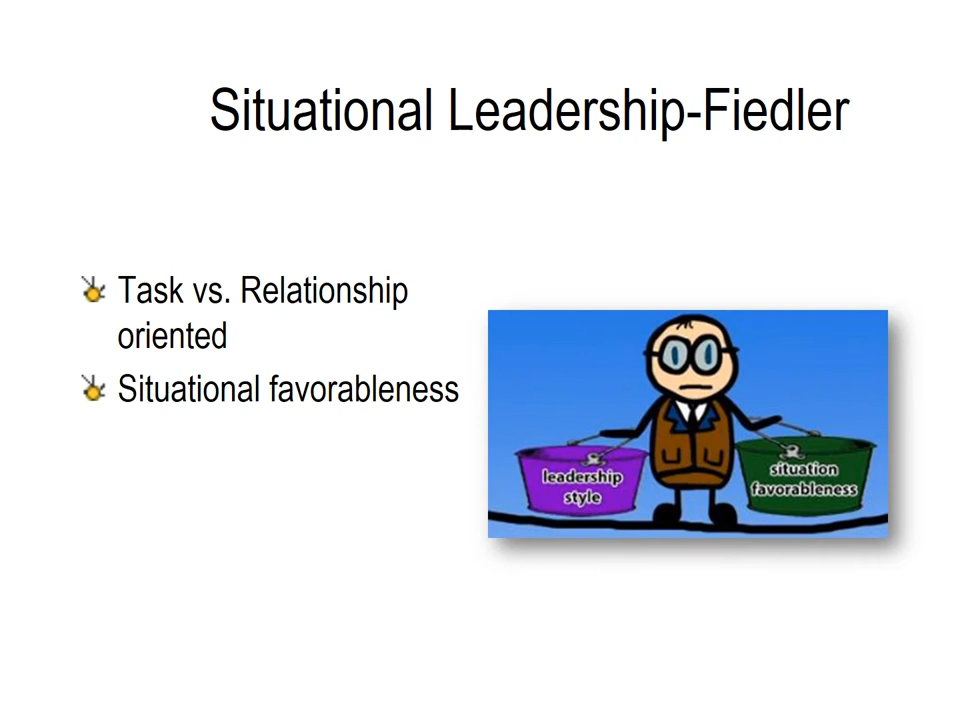 Situational Leadership-Fiedler
Task vs. Relationship
oriented
Situational favorableness
leadership
style
situation
favorableness